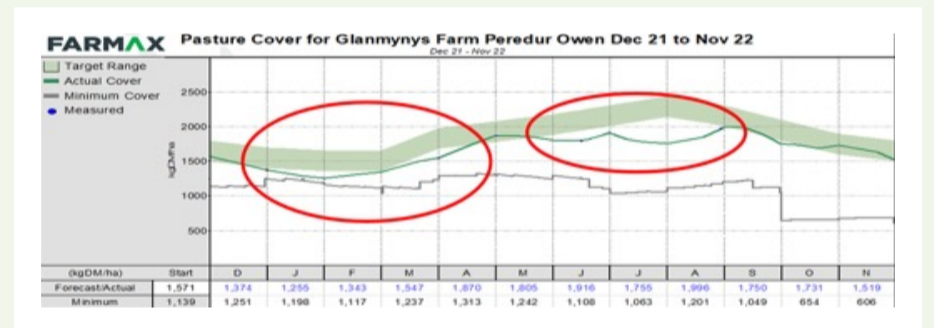 FARMAX Pasture Cover for Glanmynys Farm Peredur Owen Dec 21 to Nov 22
Dec 21 - Nov 22
Target Range
Actual Cover
Minimum Cover
Measured
2500
2000
1500
1000
500
kgDM/ha
(kgDM/ha) Start D J F M A M J J A S O N
Forecast/Actual 1,571 1,374 1,255 1,343 1,547 1,870 1,805 1,916 1,755 1,996 1,750 1,731 1,519
Minimum 1,139 1,251 1,198 1,117 1,237 1,313 1,242 1,108 1,063 1,201 1,049 654 606